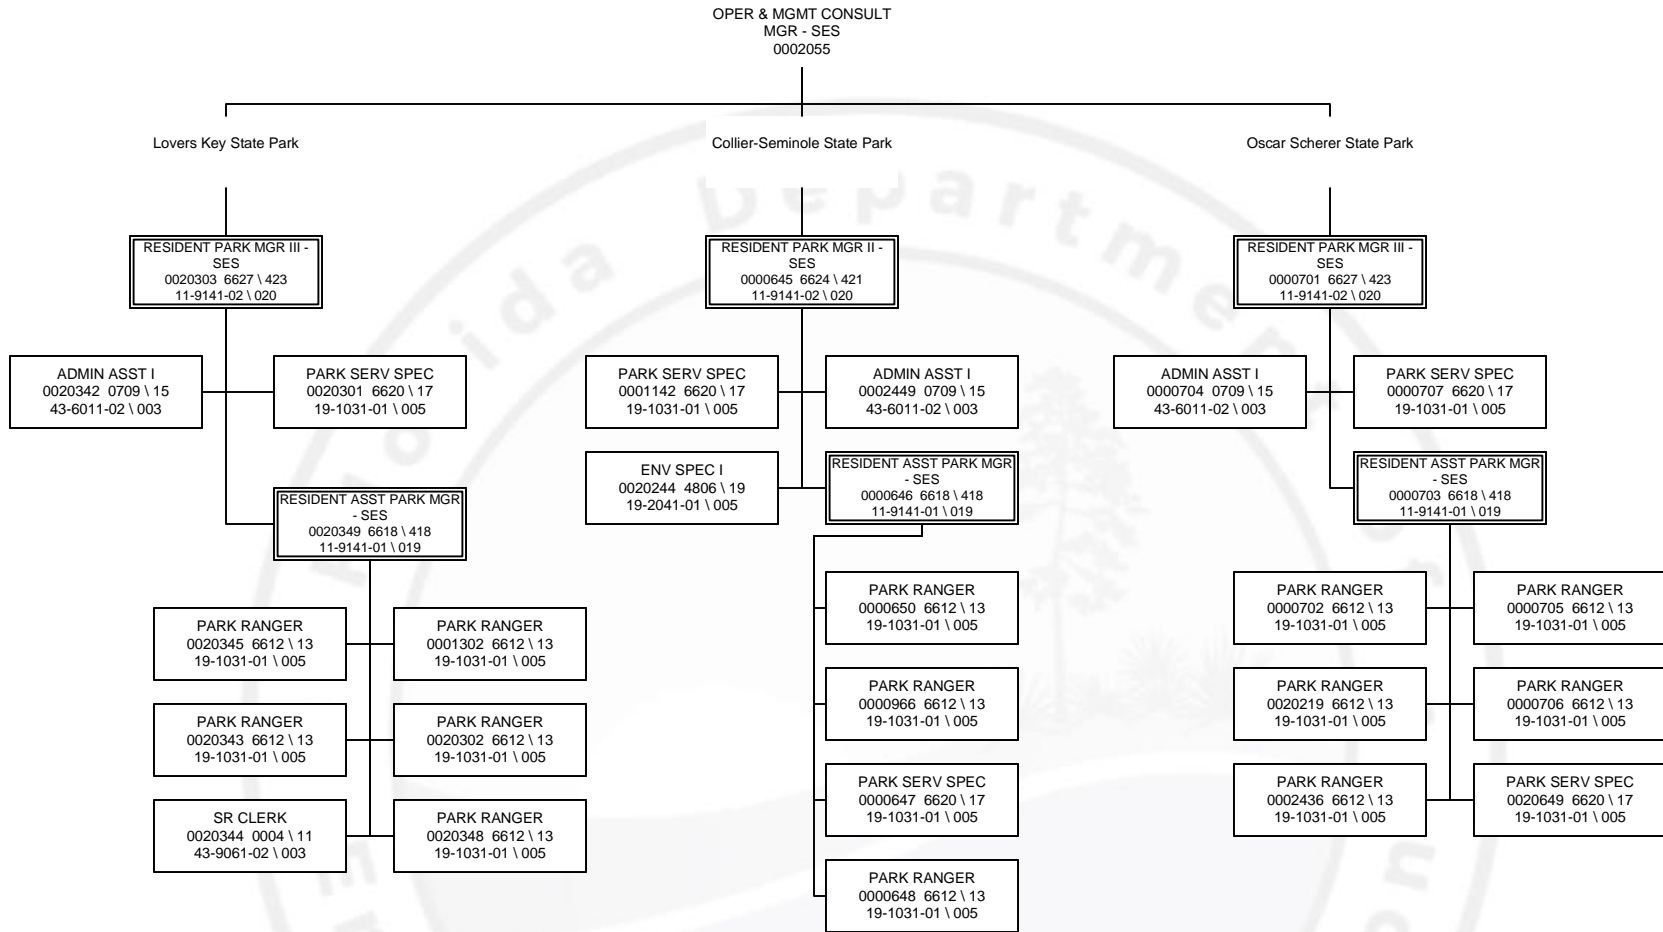 OPER & MGMT CONSULT
MGR - SES
0002055
Lovers Key State Park
Collier-Seminole State Park
Oscar Scherer State Park
RESIDENT PARK MGR III -
SES
0020303 6627 \ 423
11-9141-02 \ 020
RESIDENT PARK MGR II -
SES
0000645 6624 \ 421
11-9141-02 \ 020
RESIDENT PARK MGR III -
SES
0000701 6627 \ 423
11-9141-02 \ 020
ADMIN ASST I
0020342 0709 \ 15
43-6011-02 \ 003
PARK SERV SPEC
0020301 6620 \ 17
19-1031-01 \ 005
PARK SERV SPEC
0001142 6620 \ 17
19-1031-01 \ 005
ADMIN ASST I
0002449 0709 \ 15
43-6011-02 \ 003
ADMIN ASST I
0000704 0709 \ 15
43-6011-02 \ 003
PARK SERV SPEC
0000707 6620 \ 17
19-1031-01 \ 005
RESIDENT ASST PARK MGR
- SES
0020349 6618 \ 418
11-9141-01 \ 019
ENV SPEC I
0020244 4806 \ 19
19-2041-01 \ 005
RESIDENT ASST PARK MGR
- SES
0000646 6618 \ 418
11-9141-01 \ 019
RESIDENT ASST PARK MGR
- SES
0000703 6618 \ 418
11-9141-01 \ 019
PARK RANGER
0020345 6612 \ 13
19-1031-01 \ 005
PARK RANGER
0001302 6612 \ 13
19-1031-01 \ 005
PARK RANGER
0020343 6612 \ 13
19-1031-01 \ 005
PARK RANGER
0020302 6612 \ 13
19-1031-01 \ 005
SR CLERK
0020344 0004 \ 11
43-9061-02 \ 003
PARK RANGER
0020348 6612 \ 13
19-1031-01 \ 005
PARK RANGER
0000650 6612 \ 13
19-1031-01 \ 005
PARK RANGER
0000966 6612 \ 13
19-1031-01 \ 005
PARK SERV SPEC
0000647 6620 \ 17
19-1031-01 \ 005
PARK RANGER
0000648 6612 \ 13
19-1031-01 \ 005
PARK RANGER
0000702 6612 \ 13
19-1031-01 \ 005
PARK RANGER
0000705 6612 \ 13
19-1031-01 \ 005
PARK RANGER
0020219 6612 \ 13
19-1031-01 \ 005
PARK RANGER
0000706 6612 \ 13
19-1031-01 \ 005
PARK RANGER
0002436 6612 \ 13
19-1031-01 \ 005
PARK SERV SPEC
0020649 6620 \ 17
19-1031-01 \ 005
Florida Department